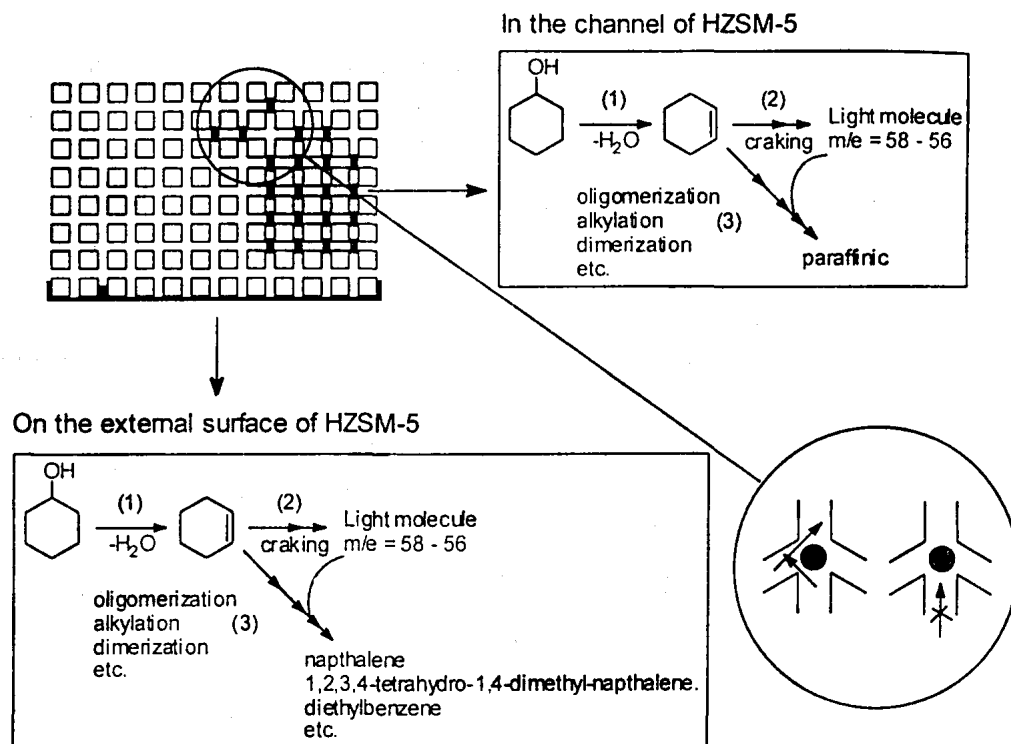 In the channel of HZSM-5
OH
(1)
-H2O
(2)
craking
Light molecule
m/e = 58 - 56
oligomerization
alkylation (3)
dimerization
etc.
paraffinic
On the external surface of HZSM-5
OH
(1)
-H2O
(2)
craking
Light molecule
m/e = 58 - 56
oligomerization
alkylation (3)
dimerization
etc.
napthalene
1,2,3,4-tetrahydro-1,4-dimethyl-napthalene.
diethylbenzene
etc.